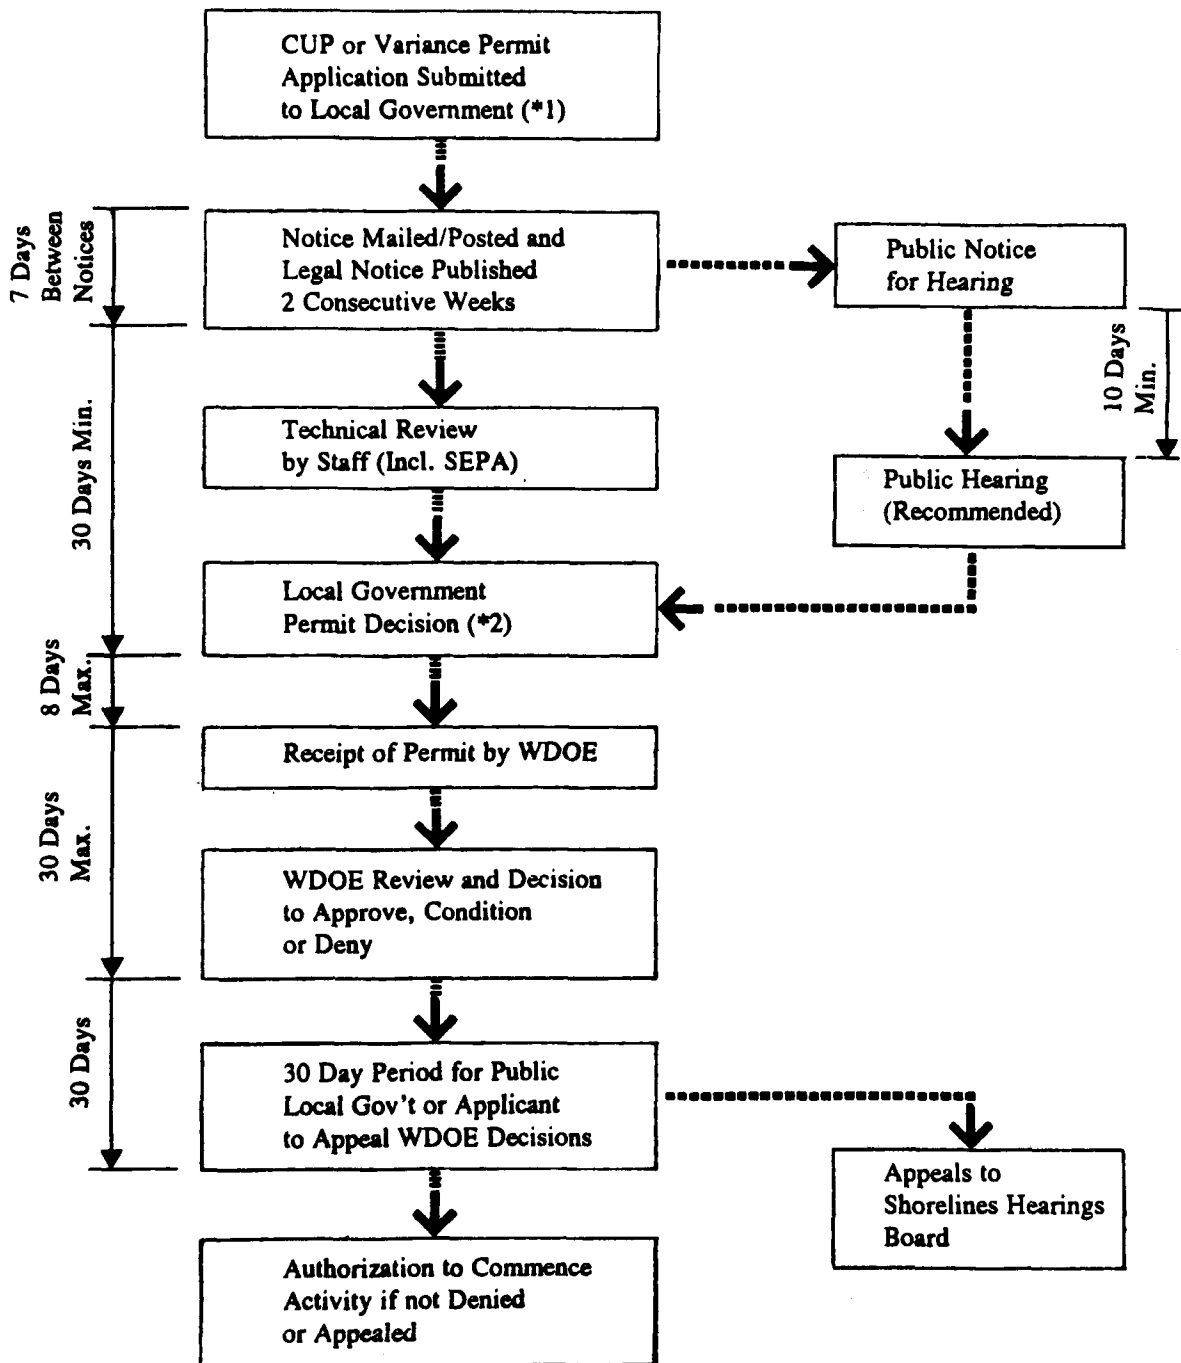 CUP or Variance Permit
Application Submitted
to Local Government (*1)
7 Days
Between
Notices
Notice Mailed/Posted and
Legal Notice Published
2 Consecutive Weeks
Public Notice
for Hearing
10 Days
Min.
30 Days Min.
Technical Review
by Staff (Incl. SEPA)
Public Hearing
(Recommended)
Local Government
Permit Decision (*2)
8 Days
Max.
Receipt of Permit by WDOE
30 Days
Max.
WDOE Review and Decision
to Approve, Condition
or Deny
30 Days
30 Day Period for Public
Local Gov't or Applicant
to Appeal WDOE Decisions
Appeals to
Shorelines Hearings
Board
Authorization to Commence
Activity if not Denied
or Appealed